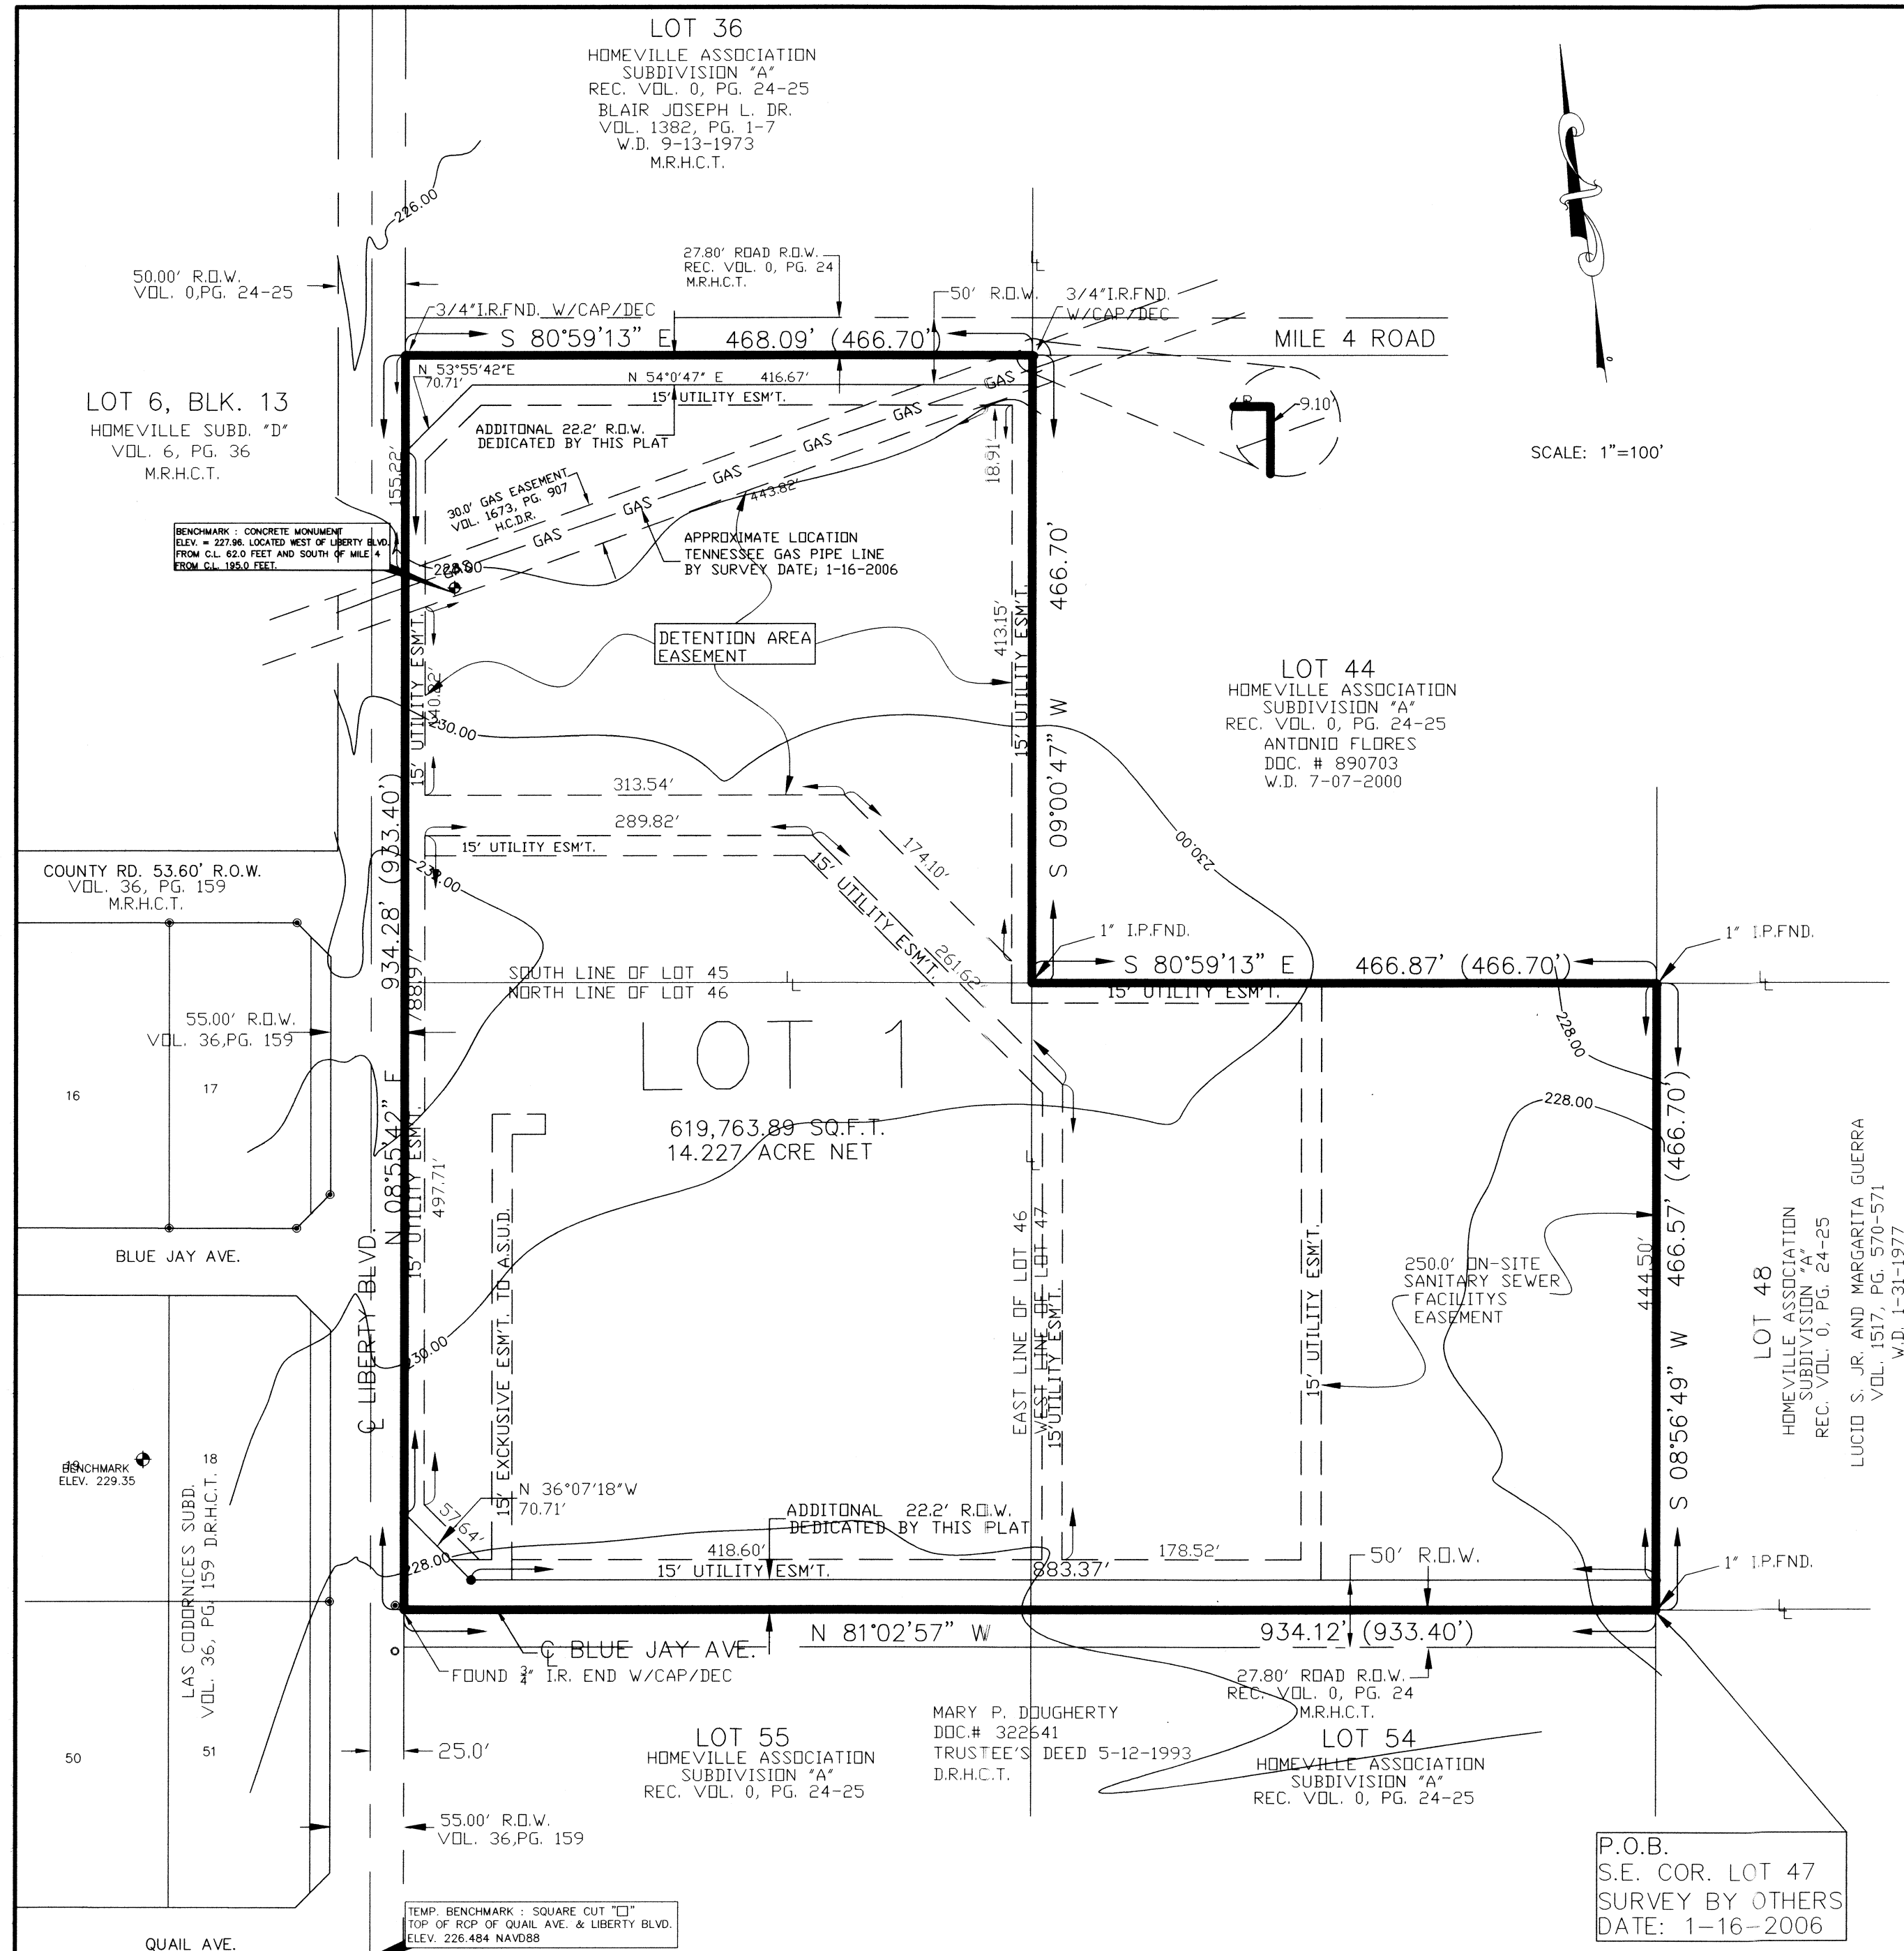 LOT 36
HOMEVILLE ASSOCIATION
SUBDIVISION "A"
REC. VOL. 0, PG. 24-25
BLAIR JOSEPH L. DR.
VOL. 1382, PG. 1-7
W.D. 9-13-1973
M.R.H.C.T.
226.00
50.00' R.O.W.
VOL. 0,PG. 24-25
27.80' ROAD R.O.W.
REC. VOL. 0, PG. 24
M.R.H.C.T.
50' R.O.W.
3/4"I.R.FND. W/CAP/DEC
3/4"I.R.FND.
W/CAP/DEC
S 80°59'13" E 468.09' (466.70')
MILE 4 ROAD
N 53°55'42"E
70.71'
N 54°0'47" E 416.67'
15' UTILITY ESM'T.
ADDITONAL 22.2' R.O.W.
DEDICATED BY THIS PLAT
9.10'
SCALE: 1"=100'
LOT 6, BLK. 13
HOMEVILLE SUBD. "D"
VOL. 6, PG. 36
M.R.H.C.T.
155.22'
18.91'
GAS
GAS
GAS
GAS
GAS
GAS
GAS
30.0' GAS EASEMENT
VOL. 1673, PG. 907
H.C.D.R.
443.82'
BENCHMARK : CONCRETE MONUMENT
ELEV. = 227.96. LOCATED WEST OF LIBERTY BLVD.
FROM C.L. 62.0 FEET AND SOUTH OF MILE 4
FROM C.L. 195.0 FEET.
228.00
GAS
APPROXIMATE LOCATION
TENNESSEE GAS PIPE LINE
BY SURVEY DATE; 1-16-2006
466.70'
413.15'
15' UTILITY ESM'T.
S 09°00'47" W
DETENTION AREA
EASEMENT
15' UTILITY ESM'T.
230.00
LOT 44
HOMEVILLE ASSOCIATION
SUBDIVISION "A"
REC. VOL. 0, PG. 24-25
ANTONIO FLORES
DOC. # 890703
W.D. 7-07-2000
230.00
313.54'
289.82'
15' UTILITY ESM'T.
174.10'
15' UTILITY ESM'T.
261.62'
COUNTY RD. 53.60' R.O.W.
VOL. 36, PG. 159
M.R.H.C.T.
934.28' (933.40')
788.97'
N 08°55'42" E
1" I.P.FND.
1" I.P.FND.
S 80°59'13" E 466.87' (466.70')
15' UTILITY ESM'T.
SOUTH LINE OF LOT 45
NORTH LINE OF LOT 46
55.00' R.O.W.
VOL. 36,PG. 159
LOT 1
619,763.89 SQ.F.T.
14.227 ACRE NET
16
17
228.00
228.00
466.57' (466.70')
S 08°56'49" W
444.50'
BLUE JAY AVE.
15' UTILITY ESM'T.
497.71'
15' EXCKUSIVE ESM'T. TO A.S.U.D.
EAST LINE OF LOT 46
WEST LINE OF LOT 47
15' UTILITY ESM'T.
15' UTILITY ESM'T.
250.0' ON-SITE
SANITARY SEWER
FACILITYS
EASEMENT
LOT 48
HOMEVILLE ASSOCIATION
SUBDIVISION "A"
REC. VOL. 0, PG. 24-25
LUCIO S. JR. AND MARGARITA GUERRA
VOL. 1517, PG. 570-571
W.D. 1-31-1977
℄ LIBERTY BLVD.
230.00
19
BENCHMARK
ELEV. 229.35
18
LAS CODORNICES SUBD.
VOL. 36, PG. 159 D.R.H.C.T.
N 36°07'18"W
70.71'
57.64'
228.00
ADDITONAL 22.2' R.O.W.
DEDICATED BY THIS PLAT
418.60'
15' UTILITY ESM'T.
883.37'
178.52'
50' R.O.W.
1" I.P.FND.
N 81°02'57" W 934.12' (933.40')
℄ BLUE JAY AVE.
FOUND 3/4" I.R. END W/CAP/DEC
27.80' ROAD R.O.W.
REC. VOL. 0, PG. 24
M.R.H.C.T.
MARY P. DOUGHERTY
DOC.# 322641
TRUSTEE'S DEED 5-12-1993
D.R.H.C.T.
LOT 55
HOMEVILLE ASSOCIATION
SUBDIVISION "A"
REC. VOL. 0, PG. 24-25
LOT 54
HOMEVILLE ASSOCIATION
SUBDIVISION "A"
REC. VOL. 0, PG. 24-25
50
51
25.0'
55.00' R.O.W.
VOL. 36,PG. 159
P.O.B.
S.E. COR. LOT 47
SURVEY BY OTHERS
DATE: 1-16-2006
TEMP. BENCHMARK : SQUARE CUT "□"
TOP OF RCP OF QUAIL AVE. & LIBERTY BLVD.
ELEV. 226.484 NAVD88
QUAIL AVE.